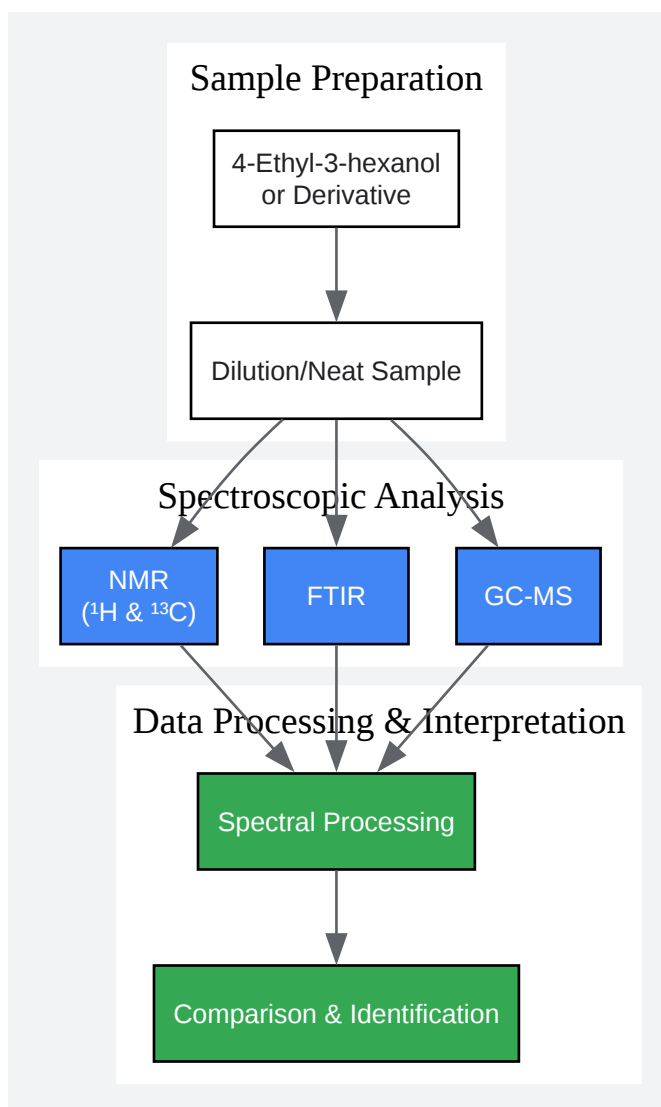 Sample Preparation
4-Ethyl-3-hexanol
or Derivative
Dilution/Neat Sample
Spectroscopic Analysis
NMR
(¹H & ¹³C)
FTIR
GC-MS
Data Processing & Interpretation
Spectral Processing
Comparison & Identification